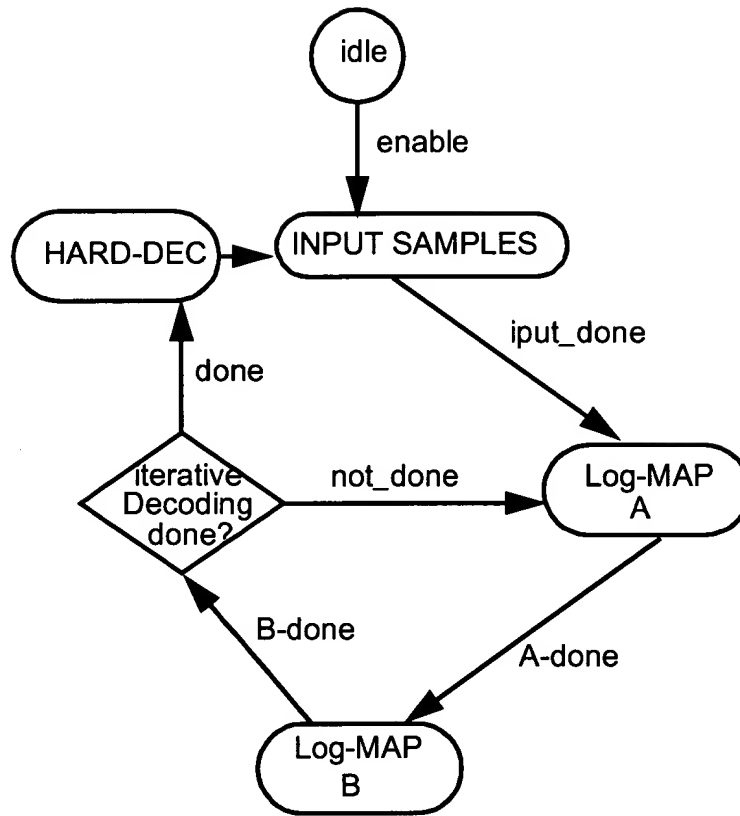 idle
enable
HARD-DEC
INPUT SAMPLES
iput_done
done
iterative
Decoding
done?
not_done
Log-MAP
A
B-done
A-done
Log-MAP
B